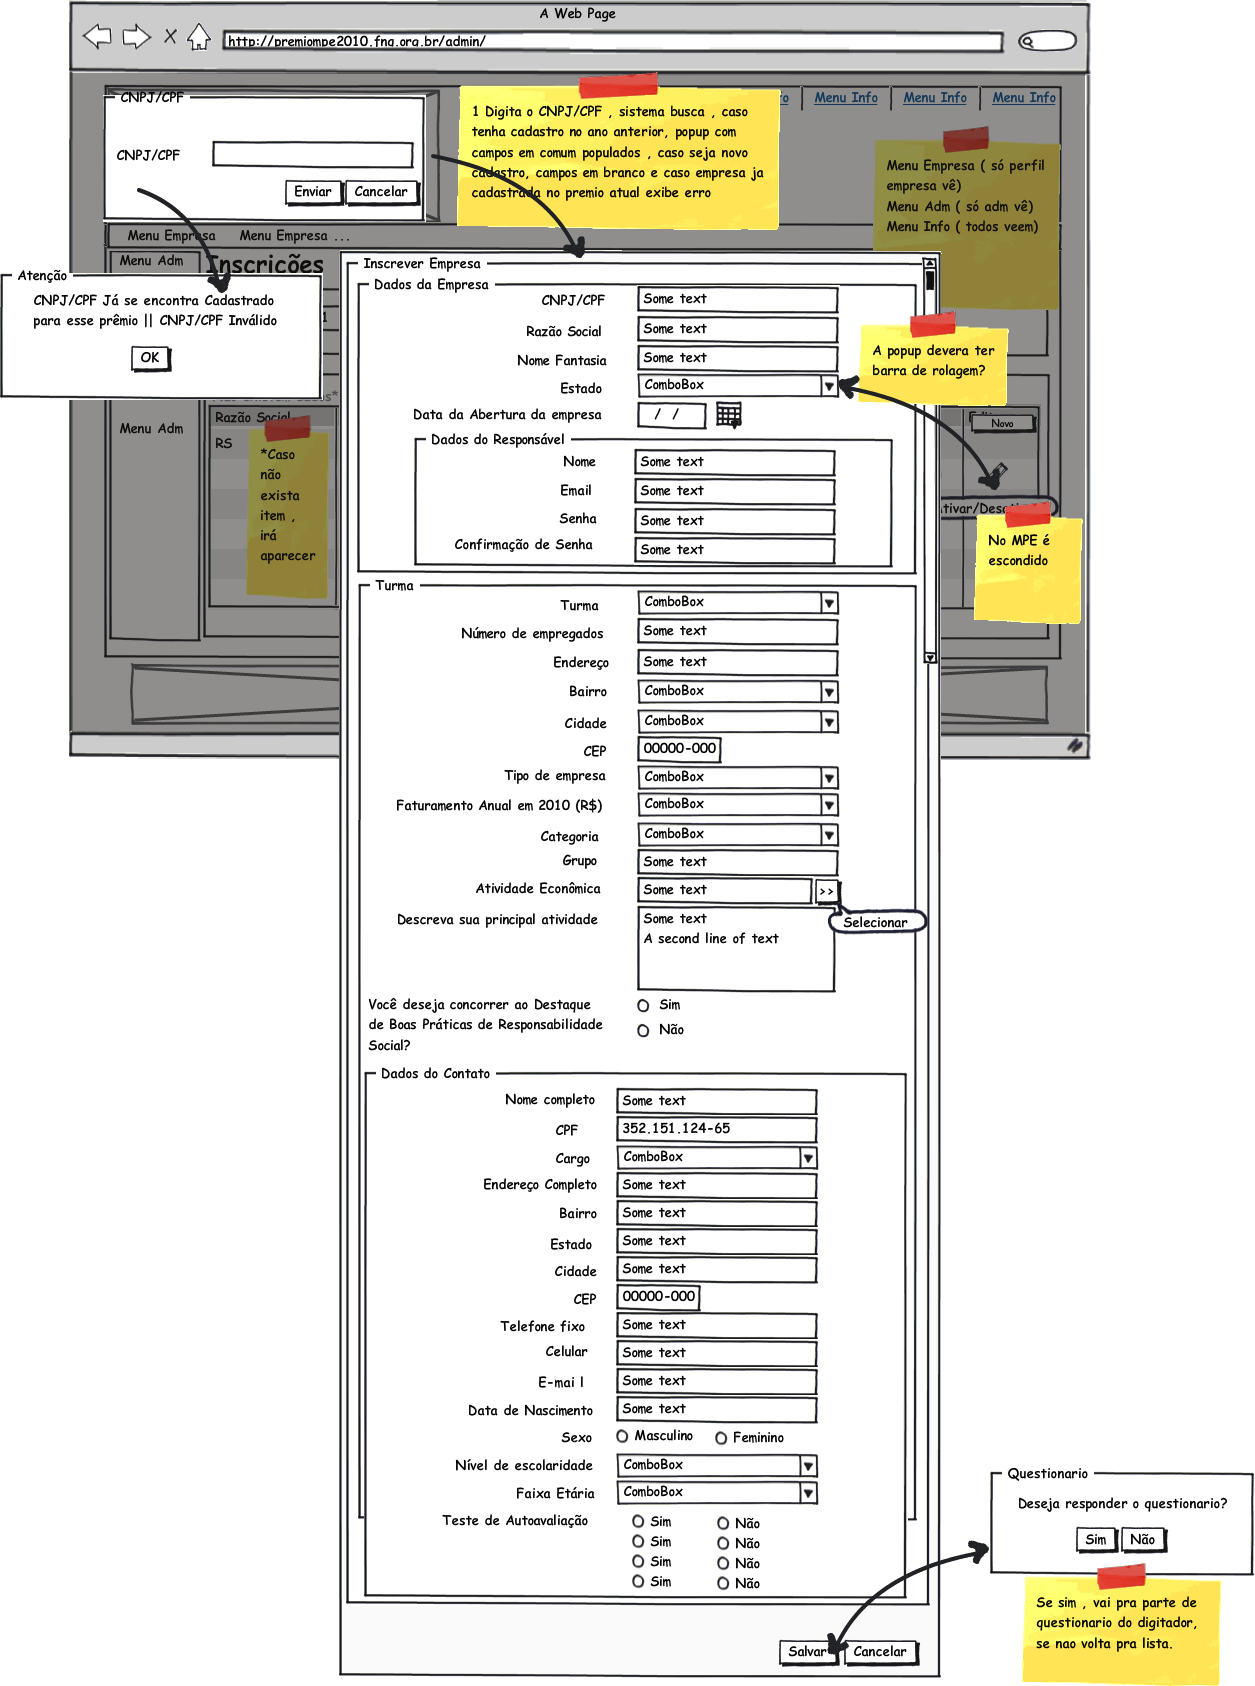 A Web Page
http://premiompe2010.fnq.org.br/admin/
CNPJ/CPF
CNPJ/CPF
Enviar
Cancelar
1 Digita o CNPJ/CPF , sistema busca , caso
tenha cadastro no ano anterior, popup com
campos em comum populados , caso seja novo
cadastro, campos em branco e caso empresa ja
cadastrada no premio atual exibe erro
Menu Info
Menu Info
Menu Info
Menu Empresa ( só perfil
empresa vê)
Menu Adm ( só adm vê)
Menu Info ( todos veem)
Menu Empresa
Menu Empresa ...
Menu Adm
Inscrições
Atenção
CNPJ/CPF Já se encontra Cadastrado
para esse prêmio || CNPJ/CPF Inválido
OK
Menu Adm
Razão Social
RS
*Caso
não
exista
item ,
irá
aparecer
Inscrever Empresa
Dados da Empresa
CNPJ/CPF
Some text
Razão Social
Some text
Nome Fantasia
Some text
Estado
ComboBox
Data da Abertura da empresa
/ /
A popup devera ter
barra de rolagem?
Novo
No MPE é
escondido
Dados do Responsável
Nome
Some text
Email
Some text
Senha
Some text
Confirmação de Senha
Some text
Turma
Turma
ComboBox
Número de empregados
Some text
Endereço
Some text
Bairro
ComboBox
Cidade
ComboBox
CEP
00000-000
Tipo de empresa
ComboBox
Faturamento Anual em 2010 (R$)
ComboBox
Categoria
ComboBox
Grupo
Some text
Atividade Econômica
Some text
>>
Selecionar
Descreva sua principal atividade
Some text
A second line of text
Você deseja concorrer ao Destaque
de Boas Práticas de Responsabilidade
Social?
Sim
Não
Dados do Contato
Nome completo
Some text
CPF
352.151.124-65
Cargo
ComboBox
Endereço Completo
Some text
Bairro
Some text
Estado
Some text
Cidade
Some text
CEP
00000-000
Telefone fixo
Some text
Celular
Some text
E-mai l
Some text
Data de Nascimento
Some text
Sexo
Masculino
Feminino
Nível de escolaridade
ComboBox
Faixa Etária
ComboBox
Teste de Autoavaliação
Sim
Não
Sim
Não
Sim
Não
Sim
Não
Salvar
Cancelar
Questionario
Deseja responder o questionario?
Sim
Não
Se sim , vai pra parte de
questionario do digitador,
se nao volta pra lista.